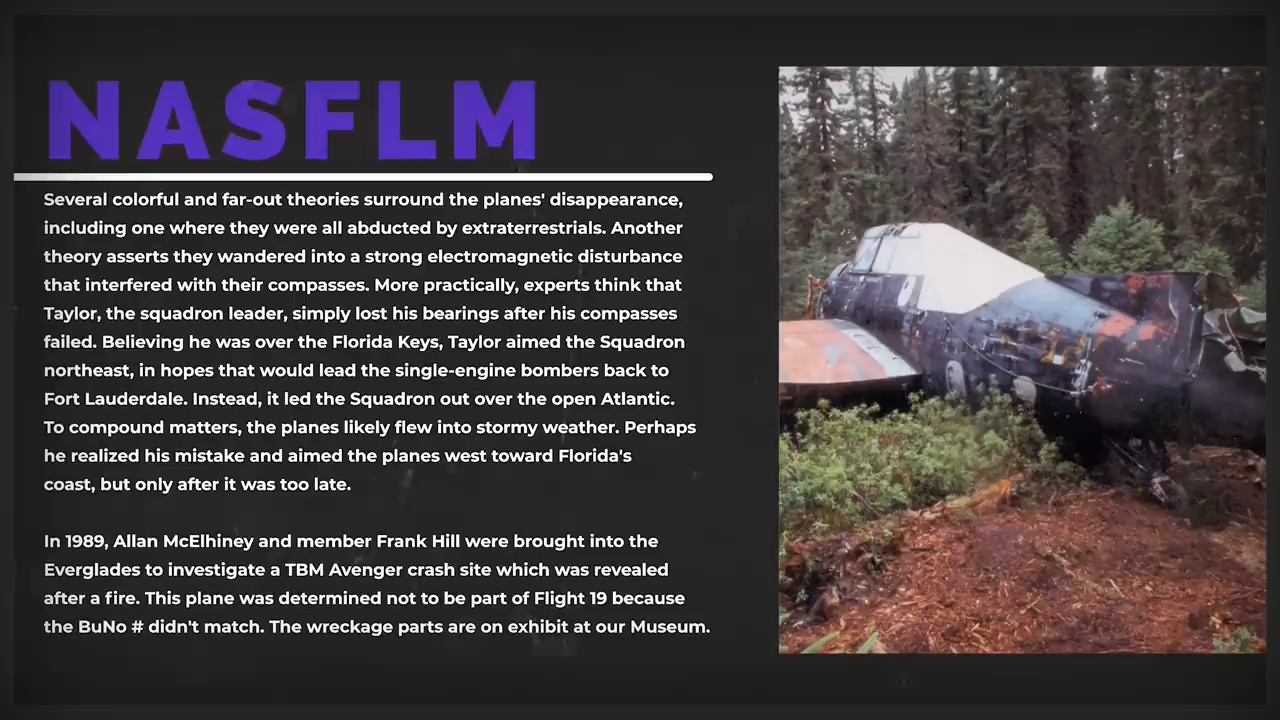 NASFLM
Several colorful and far-out theories surround the planes' disappearance,
including one where they were all abducted by extraterrestrials. Another
theory asserts they wandered into a strong electromagnetic disturbance
that interfered with their compasses. More practically, experts think that
Taylor, the squadron leader, simply lost his bearings after his compasses
failed. Believing he was over the Florida Keys, Taylor aimed the Squadron
northeast, in hopes that would lead the single-engine bombers back to
Fort Lauderdale. Instead, it led the Squadron out over the open Atlantic.
To compound matters, the planes likely flew into stormy weather. Perhaps
he realized his mistake and aimed the planes west toward Florida's
coast, but only after it was too late.
In 1989, Allan McElhiney and member Frank Hill were brought into the
Everglades to investigate a TBM Avenger crash site which was revealed
after a fire. This plane was determined not to be part of Flight 19 because
the BuNo # didn't match. The wreckage parts are on exhibit at our Museum.